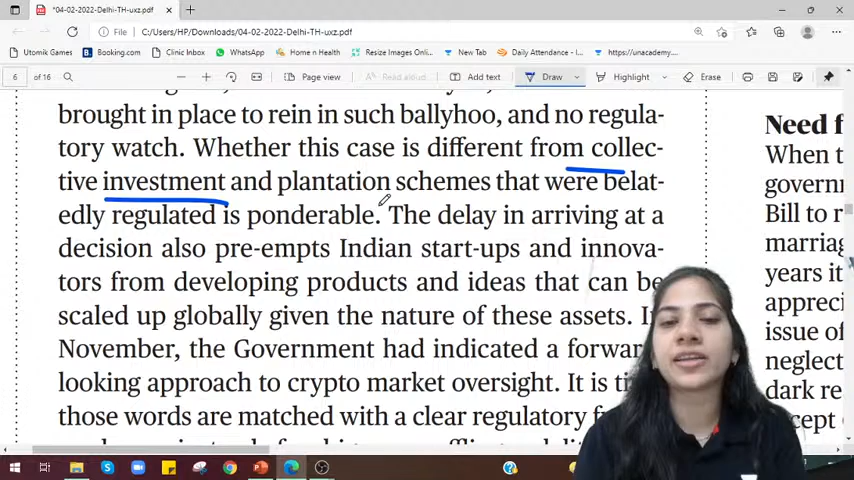 *04-02-2022-Delhi-TH-uxz.pdf
File
C:/Users/HP/Downloads/04-02-2022-Delhi-TH-uxz.pdf
Utomik Games
Booking.com
Clinic Inbox
WhatsApp
Home n Health
Resize Images Onl...
New Tab
Daily Attendance - I...
https://unacademy...
6 of 16
Page view
Read aloud
Add text
Draw
Highlight
Erase
brought in place to rein in such ballyhoo, and no regula-
tory watch. Whether this case is different from collec-
tive investment and plantation schemes that were belat-
edly regulated is ponderable. The delay in arriving at a
decision also pre-empts Indian start-ups and innova-
tors from developing products and ideas that can be
scaled up globally given the nature of these assets. I
November, the Government had indicated a forwar
looking approach to crypto market oversight. It is ti
those words are matched with a clear regulatory f
Need f
When t
governm
Bill to r
marriag
years it
appreci
issue of
neglect
dark re
cept